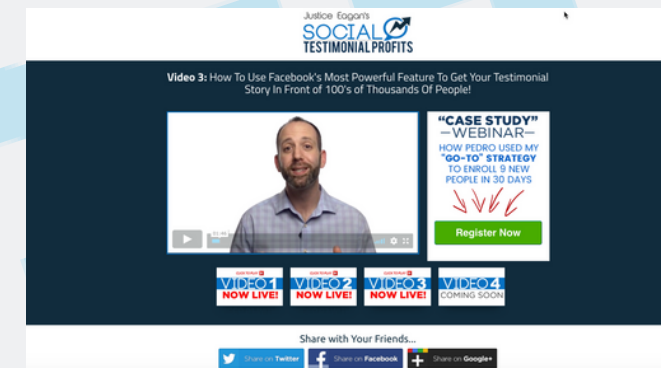 Justice Eagan's
SOCIAL
TESTIMONIAL PROFITS
Video 3: How To Use Facebook's Most Powerful Feature To Get Your Testimonial
Story In Front of 100's of Thousands Of People!
"CASE STUDY"
–WEBINAR–
HOW PEDRO USED MY
"GO-TO" STRATEGY
TO ENROLL 9 NEW
PEOPLE IN 30 DAYS
Register Now
VIDEO 1
NOW LIVE!
VIDEO 2
NOW LIVE!
VIDEO 3
NOW LIVE!
VIDEO 4
COMING SOON
Share with Your Friends...
Share on Twitter
Share on Facebook
Share on Google+